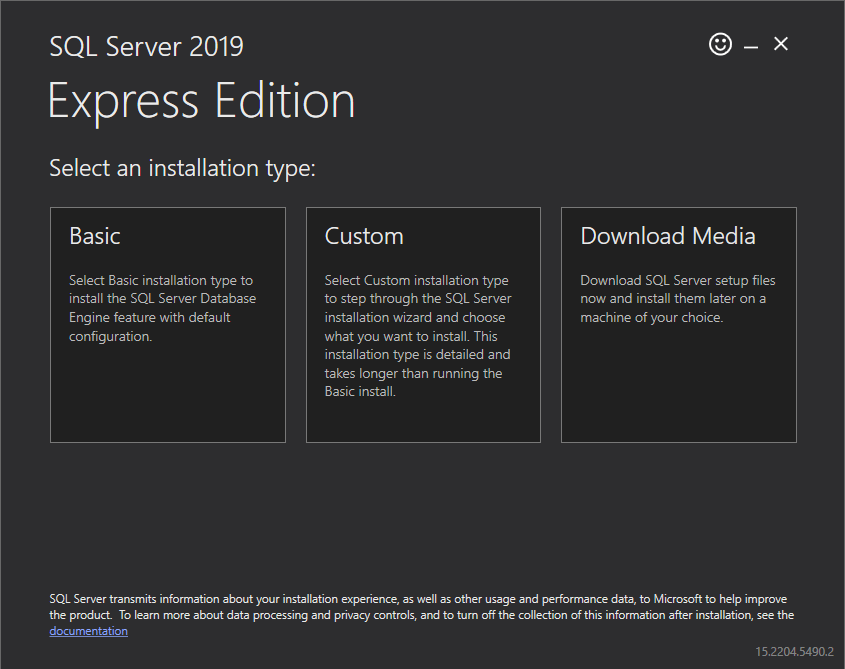 SQL Server 2019
Express Edition
Select an installation type:
Basic
Select Basic installation type to
install the SQL Server Database
Engine feature with default
configuration.
Custom
Select Custom installation type
to step through the SQL Server
installation wizard and choose
what you want to install. This
installation type is detailed and
takes longer than running the
Basic install.
Download Media
Download SQL Server setup files
now and install them later on a
machine of your choice.
SQL Server transmits information about your installation experience, as well as other usage and performance data, to Microsoft to help improve
the product.  To learn more about data processing and privacy controls, and to turn off the collection of this information after installation, see the
documentation
15.2204.5490.2